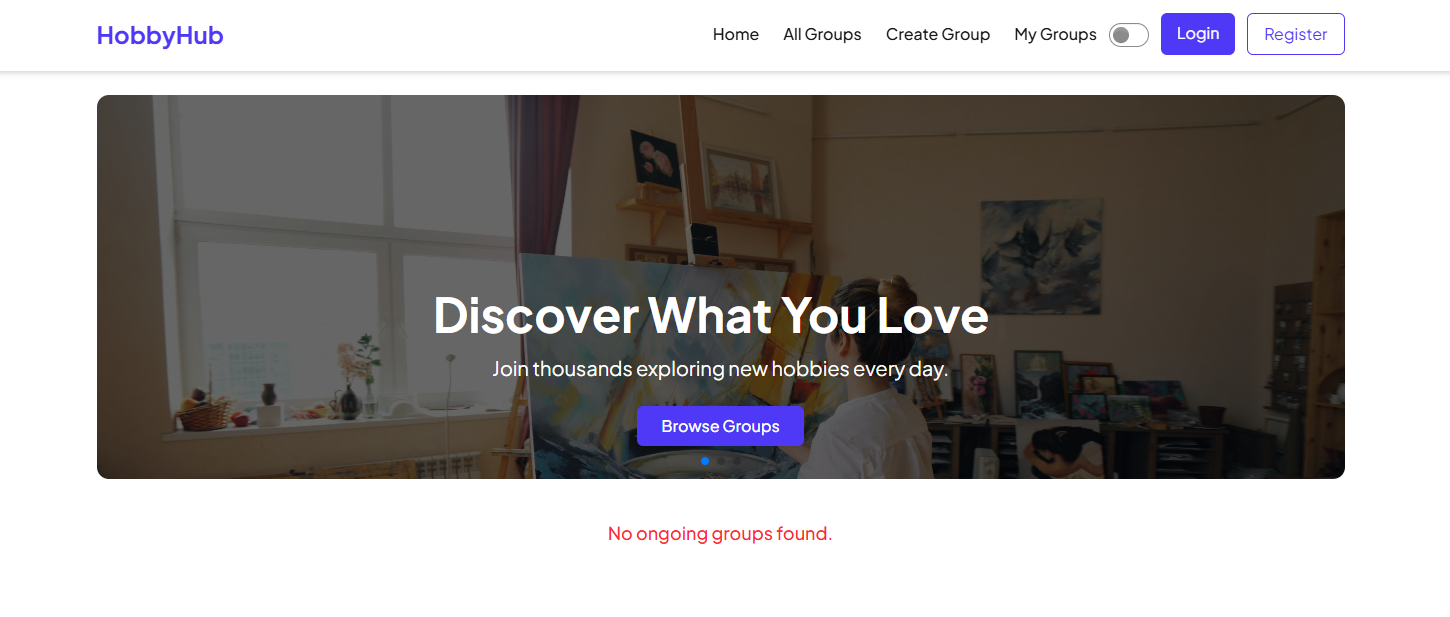 HobbyHub
Home All Groups Create Group My Groups Login Register
Discover What You Love
Join thousands exploring new hobbies every day.
Browse Groups
No ongoing groups found.